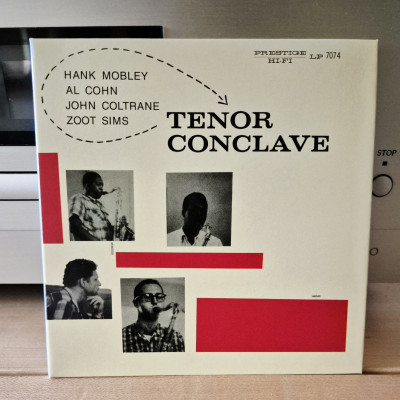 PRESTIGE LP 7074
HI-FI
HANK MOBLEY
AL COHN
JOHN COLTRANE
ZOOT SIMS
TENOR
CONCLAVE
STOP